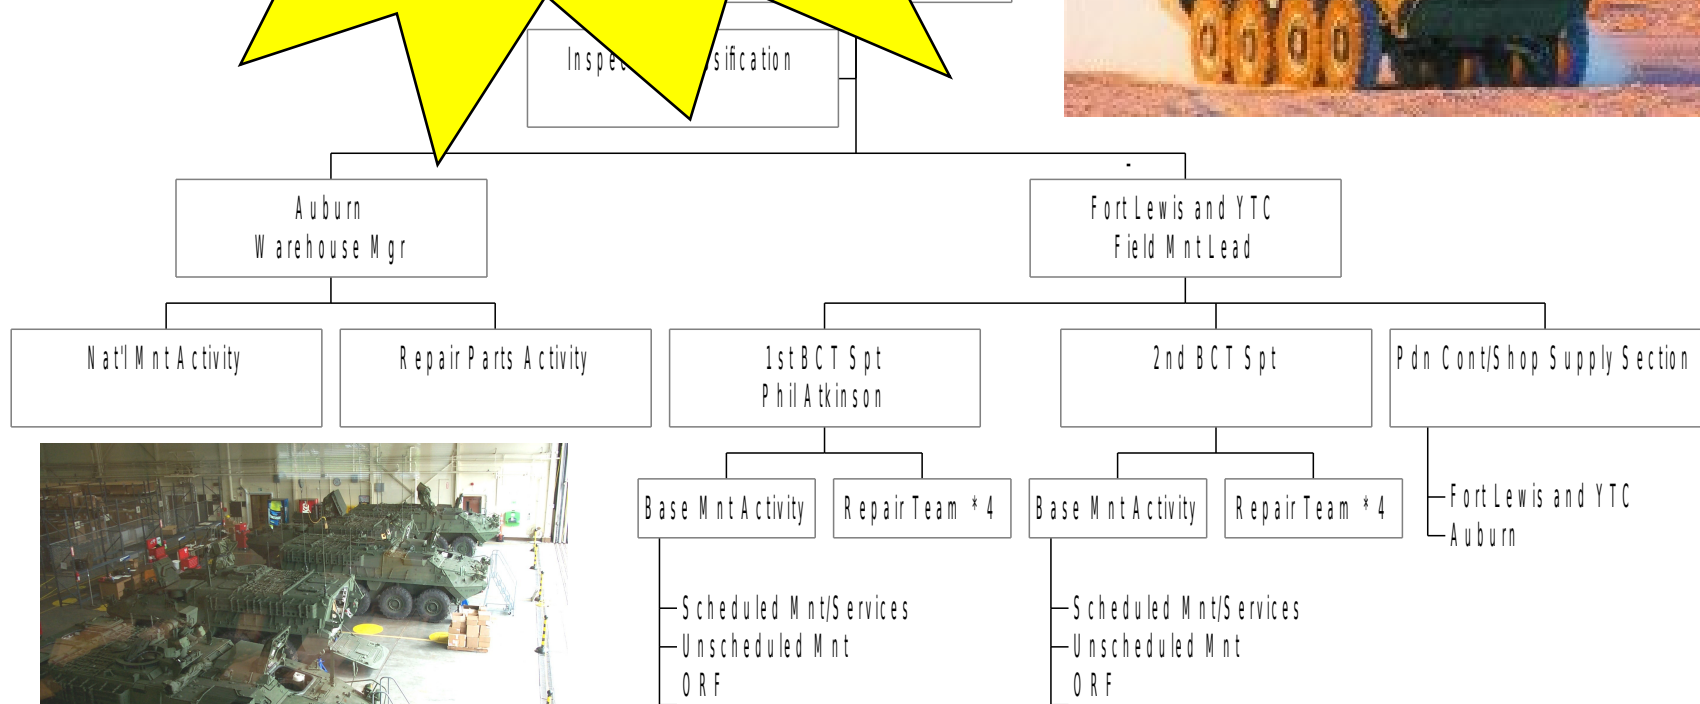 Auburn
Warehouse Mgr
Fort Lewis and YTC
Field Mnt Lead
Nat'l Mnt Activity
Repair Parts Activity
1st BCT Spt
Phil Atkinson
2nd BCT Spt
Pdn Cont/Shop Supply Section
Base Mnt Activity
Repair Team *4
Base Mnt Activity
Repair Team *4
Fort Lewis and YTC
Auburn
Scheduled Mnt/Services
Unscheduled Mnt
ORF
Scheduled Mnt/Services
Unscheduled Mnt
ORF